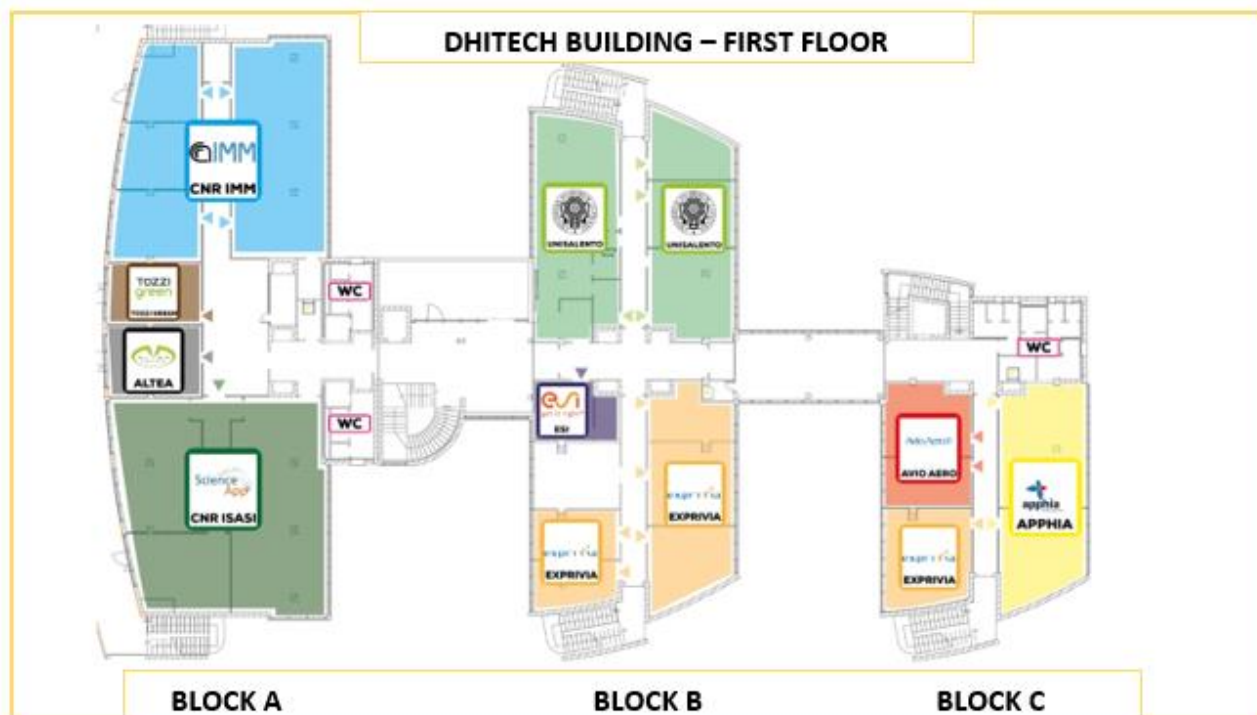 DHITECH BUILDING – FIRST FLOOR
IMM
CNR IMM
TOZZI
green
WC
ALTEA
WC
Science
App
CNR ISASI
UNISALENTO
UNISALENTO
esi
ESI
exprivia
EXPRIVIA
exprivia
EXPRIVIA
WC
AVIO AERO
apphia
APPHIA
exprivia
EXPRIVIA
BLOCK A
BLOCK B
BLOCK C